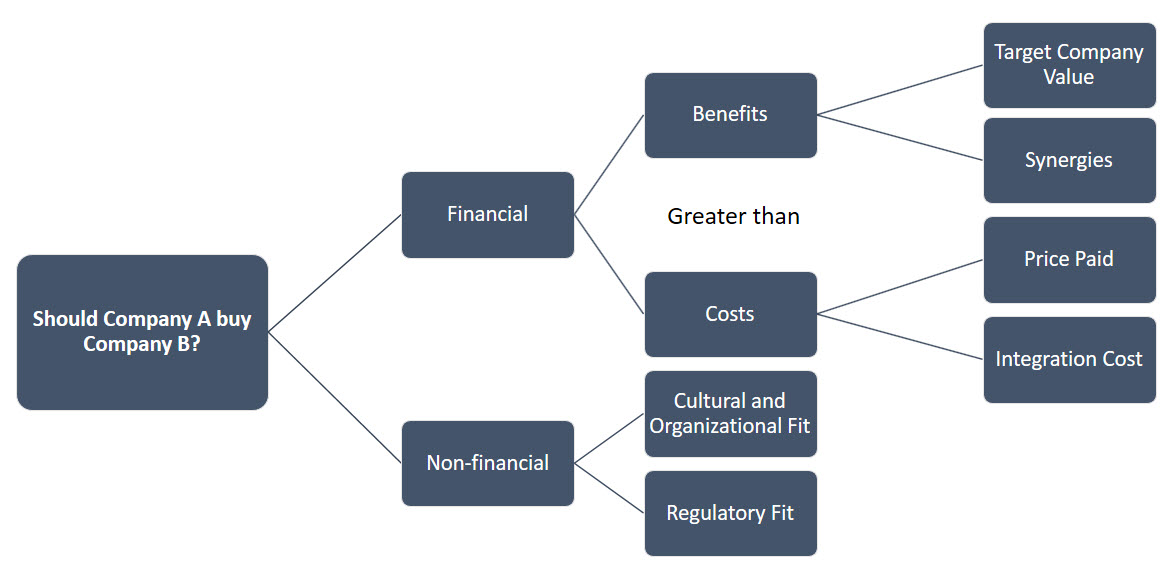 Should Company A buy
Company B?
Financial
Non-financial
Benefits
Greater than
Costs
Cultural and
Organizational Fit
Regulatory Fit
Target Company
Value
Synergies
Price Paid
Integration Cost